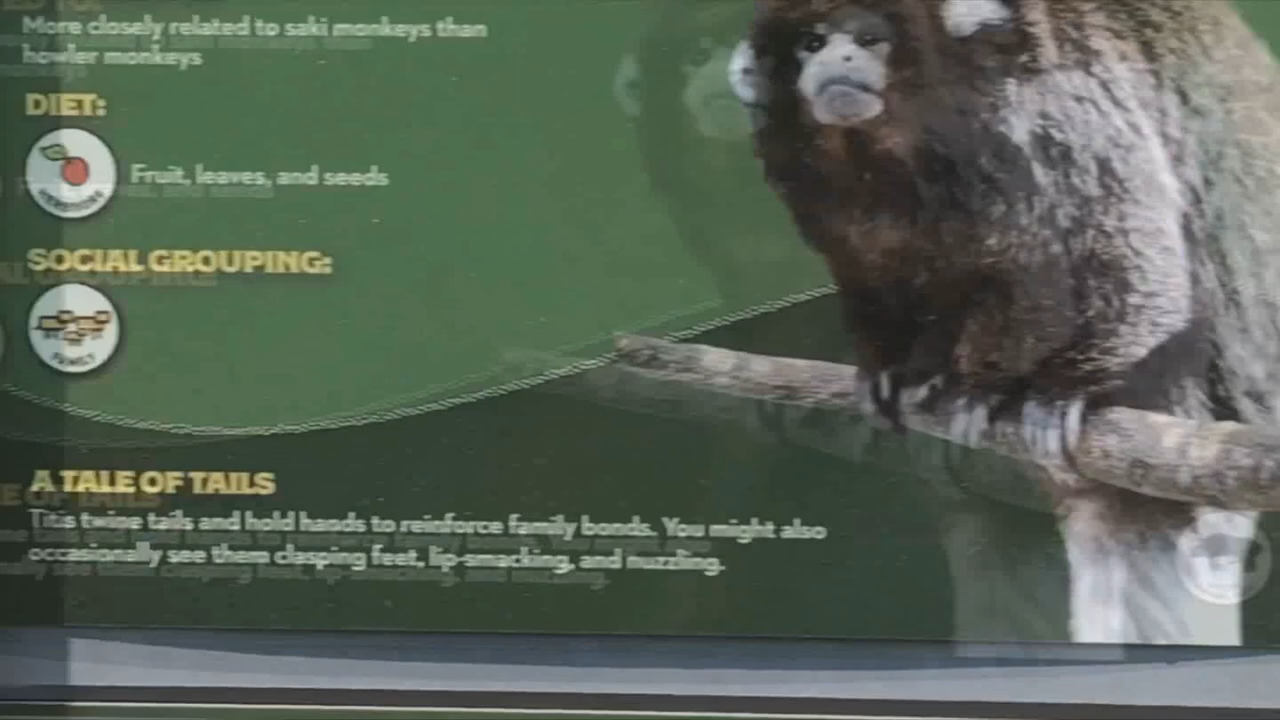 More closely related to saki monkeys than
howler monkeys
DIET:
Fruit, leaves, and seeds
SOCIAL GROUPING:
FAMILY
A TALE OF TAILS
Titis twine tails and hold hands to reinforce family bonds. You might also
occasionally see them clasping feet, lip-smacking, and nuzzling.